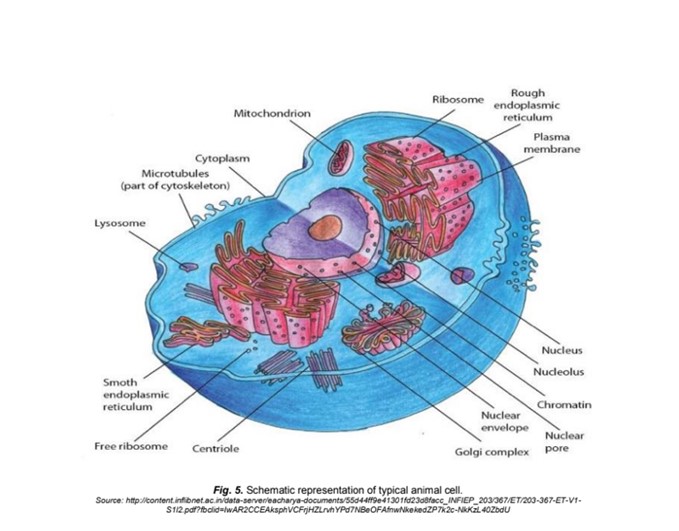 Ribosome
Rough
endoplasmic
reticulum
Mitochondrion
Plasma
membrane
Cytoplasm
Microtubules
(part of cytoskeleton)
Lysosome
Nucleus
Nucleolus
Smoth
endoplasmic
reticulum
Chromatin
Nuclear
envelope
Nuclear
pore
Free ribosome
Centriole
Golgi complex
Fig. 5. Schematic representation of typical animal cell.
Source: http://content.inflibnet.ac.in/data-server/eacharya-documents/55d44ff9e41301fd23d8facc_INFIEP_203/367/ET/203-367-ET-V1-
S1l2.pdf?fbclid=IwAR2CCEAksphVCFrjHZLrvhYPd7NBeOFAfnwNkekedZP7k2c-NkKzL40ZbdU